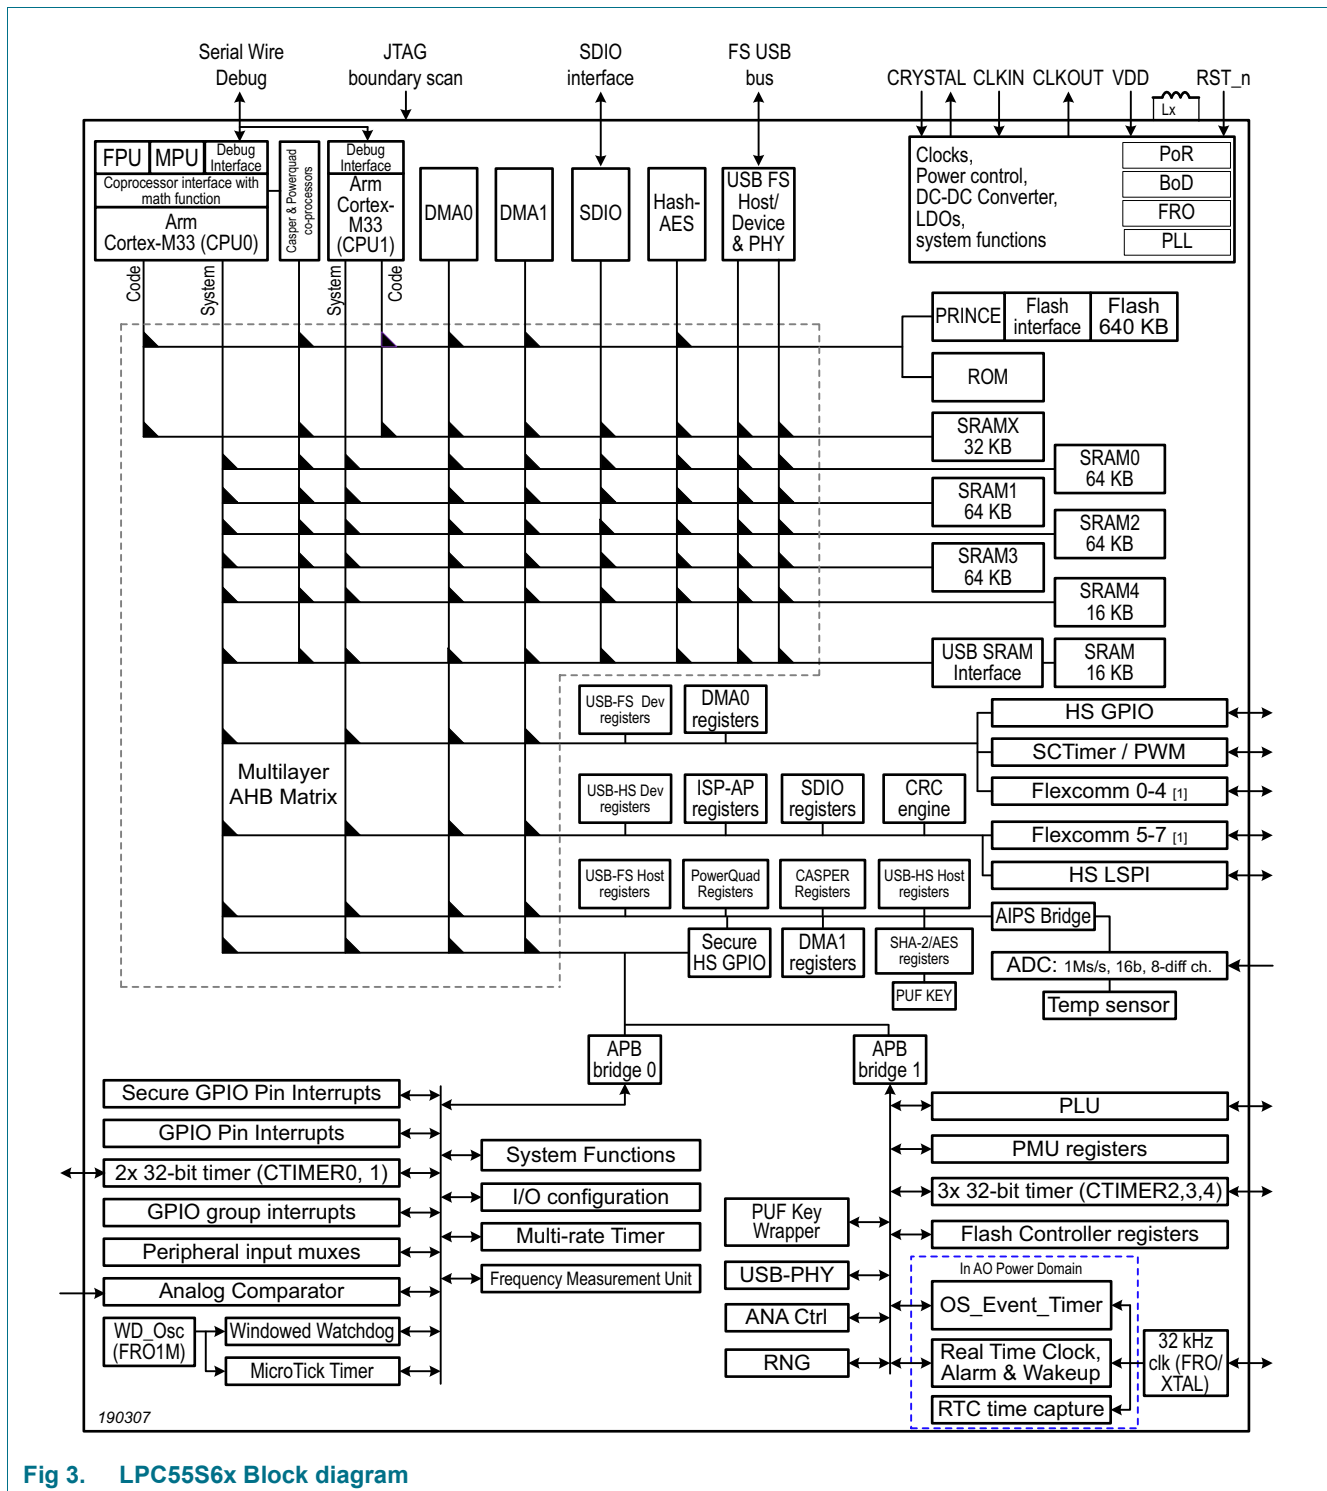 Serial Wire
Debug
JTAG
boundary scan
SDIO
interface
FS USB
bus
CRYSTAL
CLKIN
CLKOUT
VDD
Lx
RST_n
FPU
MPU
Debug
Interface
Coprocessor interface with
math function
Arm
Cortex-M33 (CPU0)
Casper & Powerquad
co-processors
Debug
Interface
Arm
Cortex-
M33
(CPU1)
DMA0
DMA1
SDIO
Hash-
AES
USB FS
Host/
Device
& PHY
Clocks,
Power control,
DC-DC Converter,
LDOs,
system functions
PoR
BoD
FRO
PLL
Code
System
System
Code
PRINCE
Flash
interface
Flash
640 KB
ROM
SRAMX
32 KB
SRAM0
64 KB
SRAM1
64 KB
SRAM2
64 KB
SRAM3
64 KB
SRAM4
16 KB
USB SRAM
Interface
SRAM
16 KB
USB-FS Dev
registers
DMA0
registers
HS GPIO
SCTimer / PWM
Flexcomm 0-4 [1]
Multilayer
AHB Matrix
USB-HS Dev
registers
ISP-AP
registers
SDIO
registers
CRC
engine
Flexcomm 5-7 [1]
HS LSPI
USB-FS Host
registers
PowerQuad
Registers
CASPER
Registers
USB-HS Host
registers
AIPS Bridge
Secure
HS GPIO
DMA1
registers
SHA-2/AES
registers
PUF KEY
ADC: 1Ms/s, 16b, 8-diff ch.
Temp sensor
APB
bridge 0
APB
bridge 1
Secure GPIO Pin Interrupts
GPIO Pin Interrupts
2x 32-bit timer (CTIMER0, 1)
GPIO group interrupts
Peripheral input muxes
Analog Comparator
WD_Osc
(FRO1M)
Windowed Watchdog
MicroTick Timer
System Functions
I/O configuration
Multi-rate Timer
Frequency Measurement Unit
PUF Key
Wrapper
USB-PHY
ANA Ctrl
RNG
PLU
PMU registers
3x 32-bit timer (CTIMER2,3,4)
Flash Controller registers
In AO Power Domain
OS_Event_Timer
Real Time Clock,
Alarm & Wakeup
RTC time capture
32 kHz
clk (FRO/
XTAL)
190307
Fig 3. LPC55S6x Block diagram